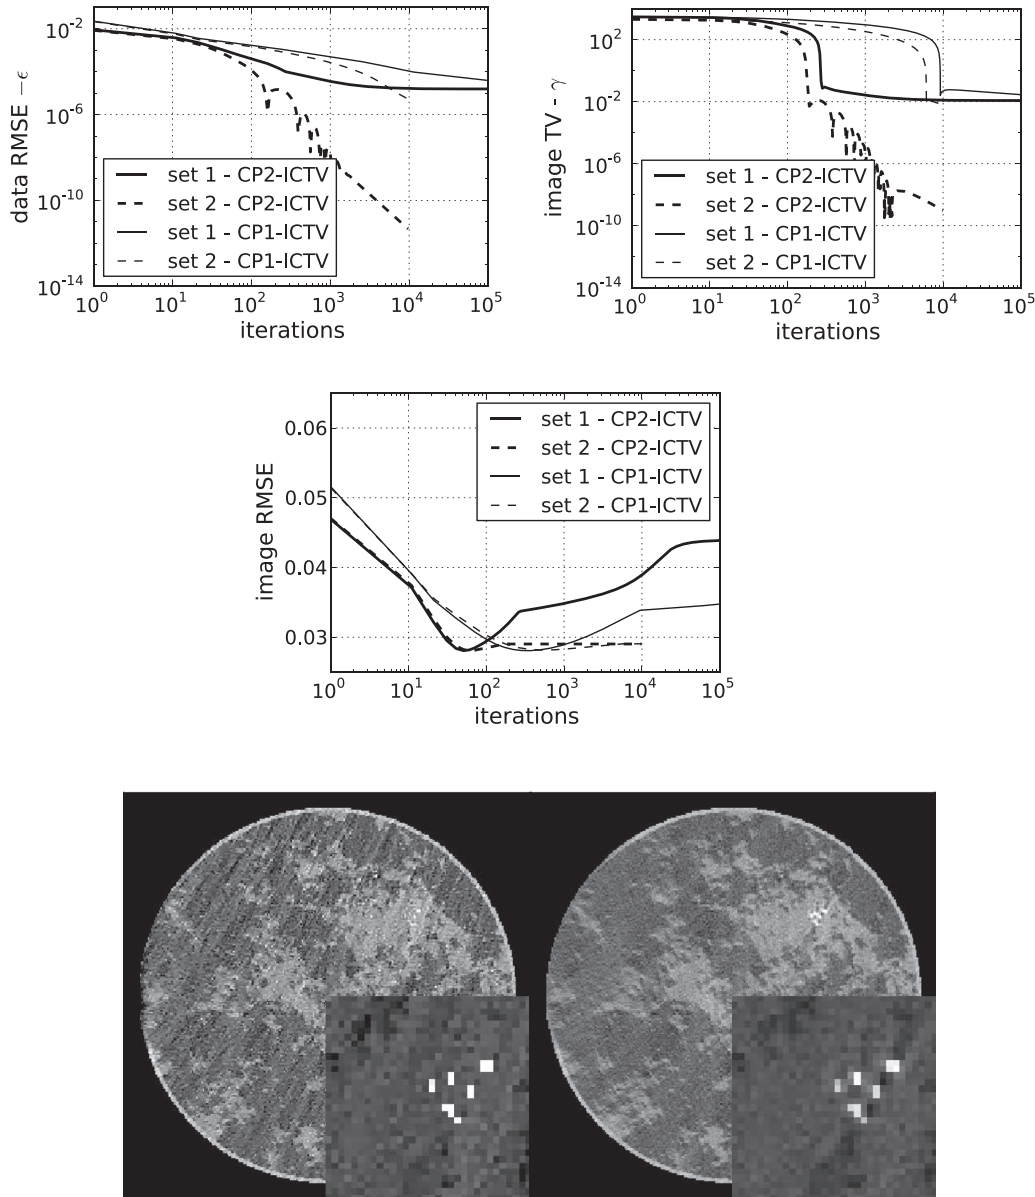 data RMSE −ϵ
10^-2
10^-6
10^-10
10^-14
set 1 - CP2-ICTV
set 2 - CP2-ICTV
set 1 - CP1-ICTV
set 2 - CP1-ICTV
10^0 10^1 10^2 10^3 10^4 10^5
iterations
image TV - γ
10^2
10^-2
10^-6
10^-10
10^-14
set 1 - CP2-ICTV
set 2 - CP2-ICTV
set 1 - CP1-ICTV
set 2 - CP1-ICTV
10^0 10^1 10^2 10^3 10^4 10^5
iterations
image RMSE
0.06
0.05
0.04
0.03
set 1 - CP2-ICTV
set 2 - CP2-ICTV
set 1 - CP1-ICTV
set 2 - CP1-ICTV
10^0 10^1 10^2 10^3 10^4 10^5
iterations